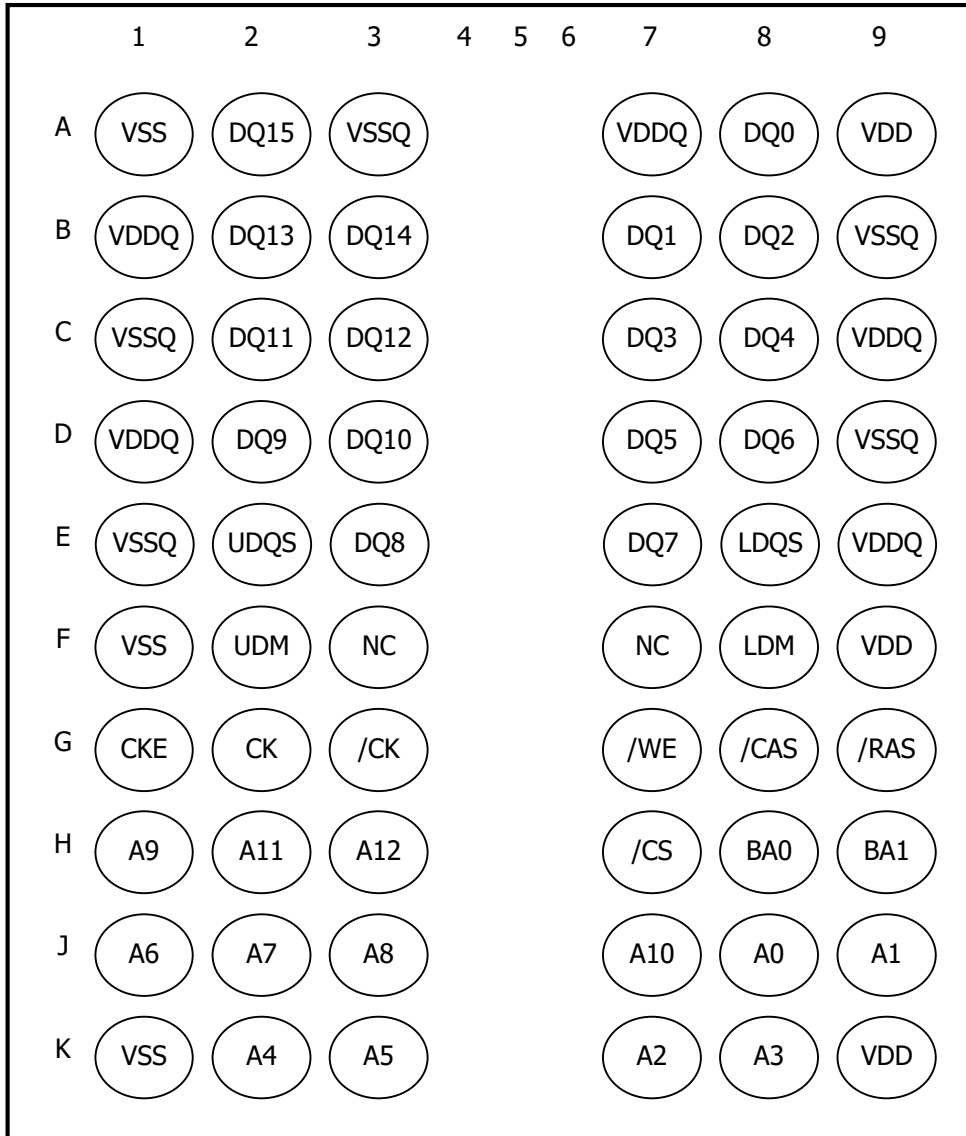 1 2 3 4 5 6 7 8 9
A VSS DQ15 VSSQ VDDQ DQ0 VDD
B VDDQ DQ13 DQ14 DQ1 DQ2 VSSQ
C VSSQ DQ11 DQ12 DQ3 DQ4 VDDQ
D VDDQ DQ9 DQ10 DQ5 DQ6 VSSQ
E VSSQ UDQS DQ8 DQ7 LDQS VDDQ
F VSS UDM NC NC LDM VDD
G CKE CK /CK /WE /CAS /RAS
H A9 A11 A12 /CS BA0 BA1
J A6 A7 A8 A10 A0 A1
K VSS A4 A5 A2 A3 VDD